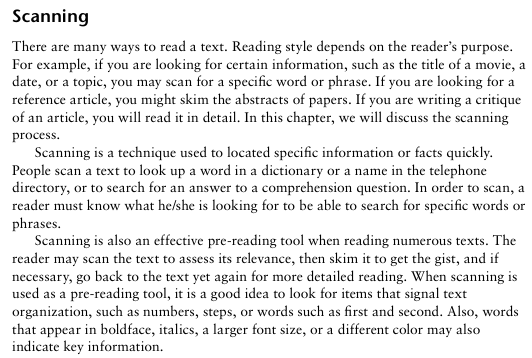 Scanning
There are many ways to read a text. Reading style depends on the reader's purpose.
For example, if you are looking for certain information, such as the title of a movie, a
date, or a topic, you may scan for a specific word or phrase. If you are looking for a
reference article, you might skim the abstracts of papers. If you are writing a critique
of an article, you will read it in detail. In this chapter, we will discuss the scanning
process.
Scanning is a technique used to located specific information or facts quickly.
People scan a text to look up a word in a dictionary or a name in the telephone
directory, or to search for an answer to a comprehension question. In order to scan, a
reader must know what he/she is looking for to be able to search for specific words or
phrases.
Scanning is also an effective pre-reading tool when reading numerous texts. The
reader may scan the text to assess its relevance, then skim it to get the gist, and if
necessary, go back to the text yet again for more detailed reading. When scanning is
used as a pre-reading tool, it is a good idea to look for items that signal text
organization, such as numbers, steps, or words such as first and second. Also, words
that appear in boldface, italics, a larger font size, or a different color may also
indicate key information.